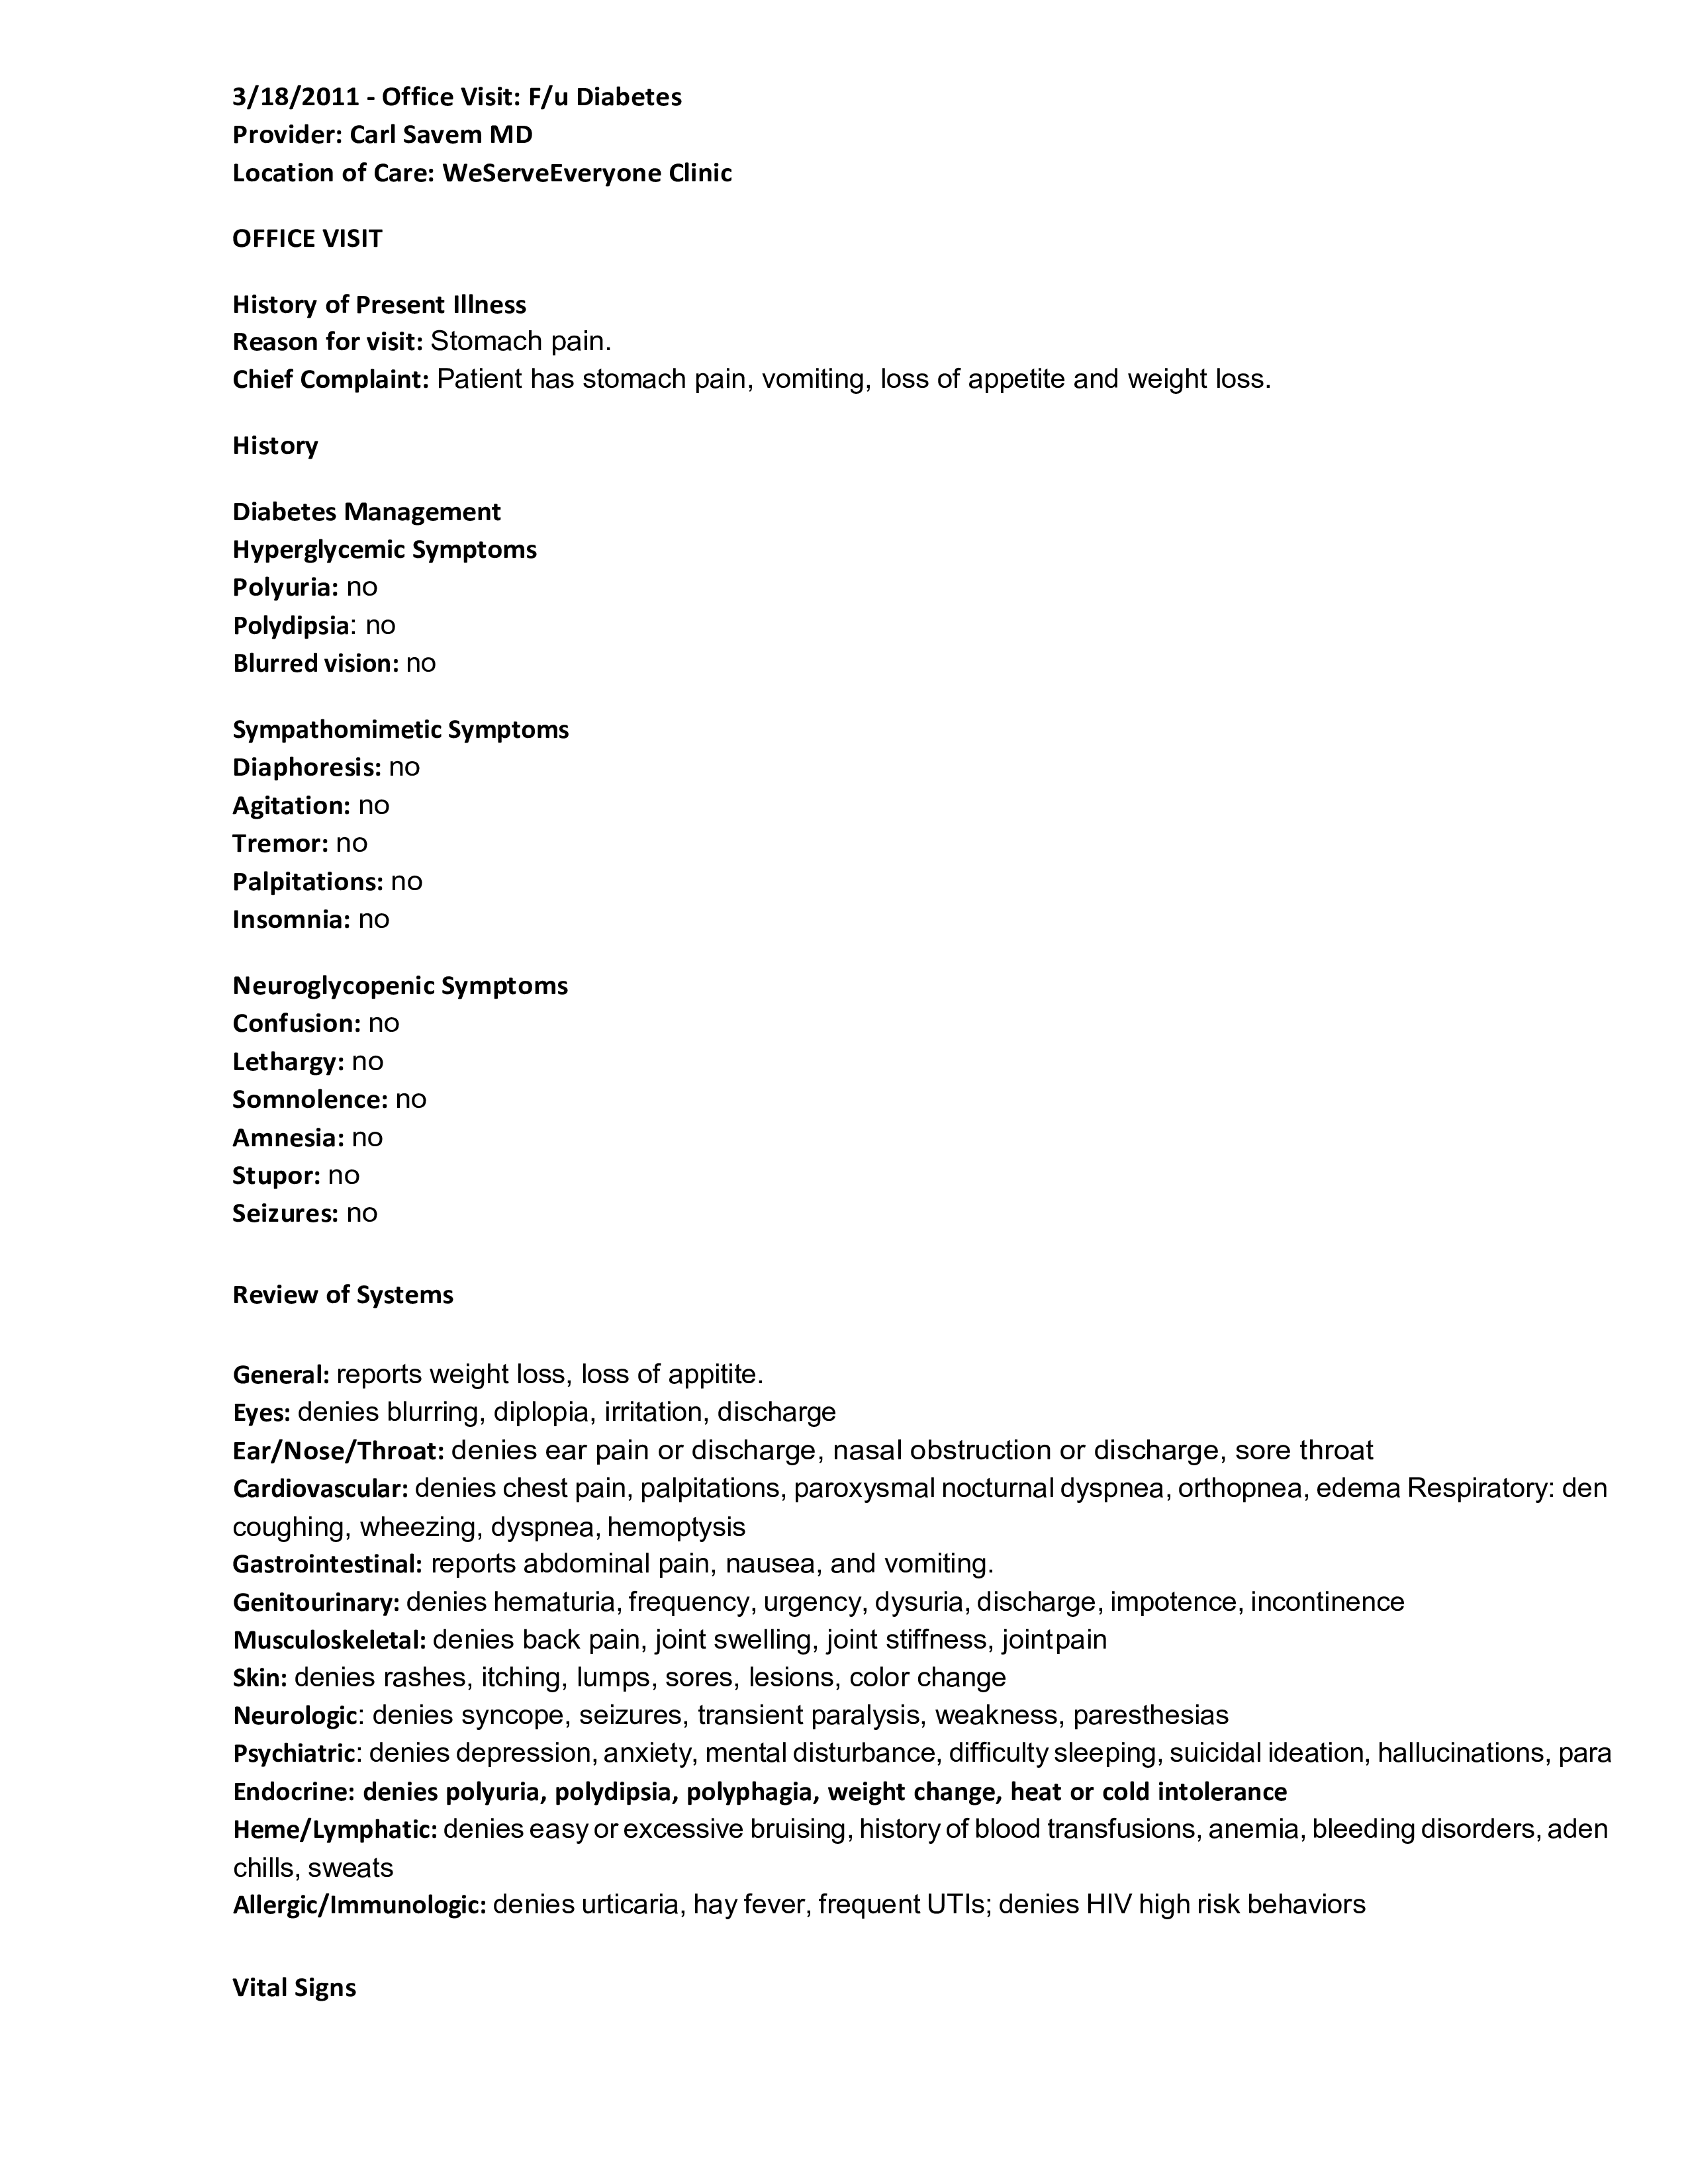 3/18/2011 - Office Visit: F/u Diabetes
Provider: Carl Savem MD
Location of Care: WeServeEveryone Clinic
OFFICE VISIT
History of Present Illness
Reason for visit: Stomach pain.
Chief Complaint: Patient has stomach pain, vomiting, loss of appetite and weight loss.
History
Diabetes Management
Hyperglycemic Symptoms
Polyuria: no
Polydipsia: no
Blurred vision: no
Sympathomimetic Symptoms
Diaphoresis: no
Agitation: no
Tremor: no
Palpitations: no
Insomnia: no
Neuroglycopenic Symptoms
Confusion: no
Lethargy: no
Somnolence: no
Amnesia: no
Stupor: no
Seizures: no
Review of Systems
General: reports weight loss, loss of appitite.
Eyes: denies blurring, diplopia, irritation, discharge
Ear/Nose/Throat: denies ear pain or discharge, nasal obstruction or discharge, sore throat
Cardiovascular: denies chest pain, palpitations, paroxysmal nocturnal dyspnea, orthopnea, edema Respiratory: den
coughing, wheezing, dyspnea, hemoptysis
Gastrointestinal: reports abdominal pain, nausea, and vomiting.
Genitourinary: denies hematuria, frequency, urgency, dysuria, discharge, impotence, incontinence
Musculoskeletal: denies back pain, joint swelling, joint stiffness, joint pain
Skin: denies rashes, itching, lumps, sores, lesions, color change
Neurologic: denies syncope, seizures, transient paralysis, weakness, paresthesias
Psychiatric: denies depression, anxiety, mental disturbance, difficulty sleeping, suicidal ideation, hallucinations, para
Endocrine: denies polyuria, polydipsia, polyphagia, weight change, heat or cold intolerance
Heme/Lymphatic: denies easy or excessive bruising, history of blood transfusions, anemia, bleeding disorders, aden
chills, sweats
Allergic/Immunologic: denies urticaria, hay fever, frequent UTIs; denies HIV high risk behaviors
Vital Signs